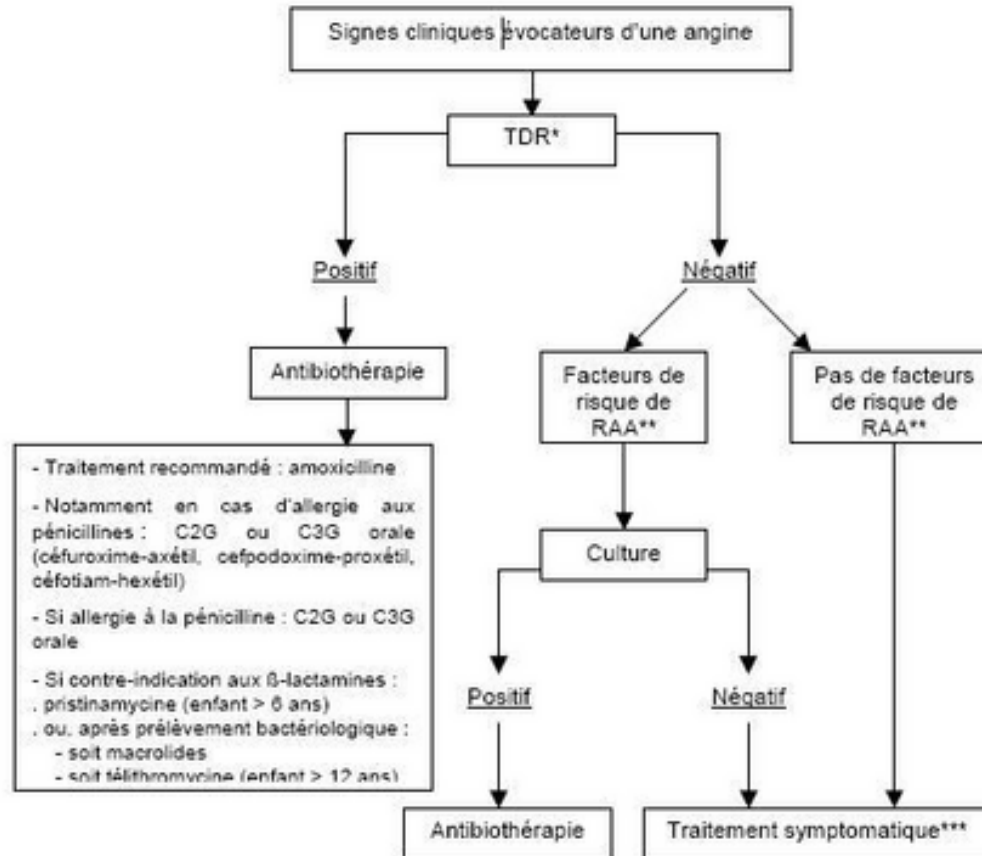 Signes cliniques évocateurs d'une angine
TDR*
Positif
Négatif
Antibiothérapie
Facteurs de
risque de
RAA**
Pas de facteurs
de risque de
RAA**
- Traitement recommandé : amoxicilline
- Notamment en cas d'allergie aux
pénicillines : C2G ou C3G orale
(céfuroxime-axétil, cefpodoxime-proxétil,
céfotiam-hexétil)
- Si allergie à la pénicilline : C2G ou C3G
orale
- Si contre-indication aux ß-lactamines :
. pristinamycine (enfant > 6 ans)
. ou, après prélèvement bactériologique :
- soit macrolides
- soit télithromycine (enfant > 12 ans)
Culture
Positif
Négatif
Antibiothérapie
Traitement symptomatique***